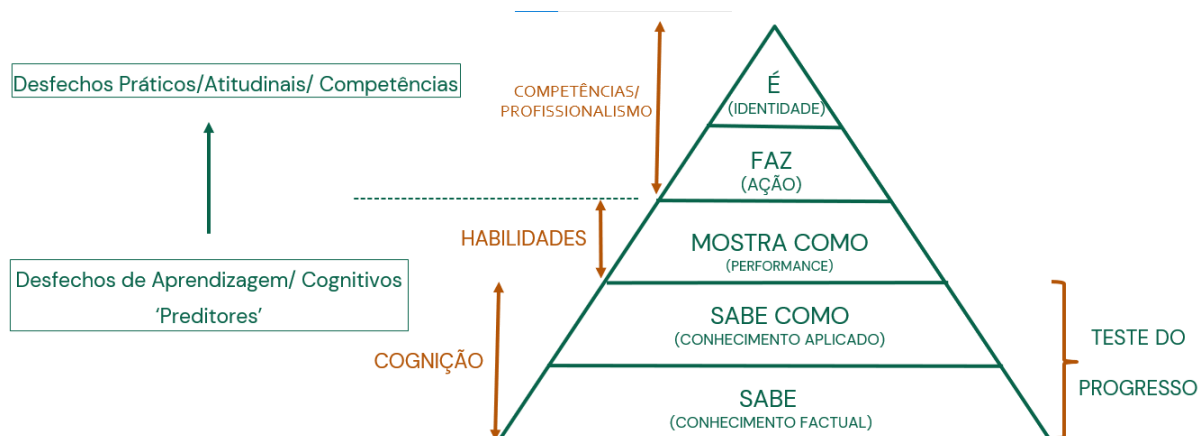 Desfechos Práticos/Atitudinais/ Competências
Desfechos de Aprendizagem/ Cognitivos
‘Preditores’
COMPETÊNCIAS/
PROFISSIONALISMO
HABILIDADES
COGNIÇÃO
É
(IDENTIDADE)
FAZ
(AÇÃO)
MOSTRA COMO
(PERFORMANCE)
SABE COMO
(CONHECIMENTO APLICADO)
SABE
(CONHECIMENTO FACTUAL)
TESTE DO
PROGRESSO